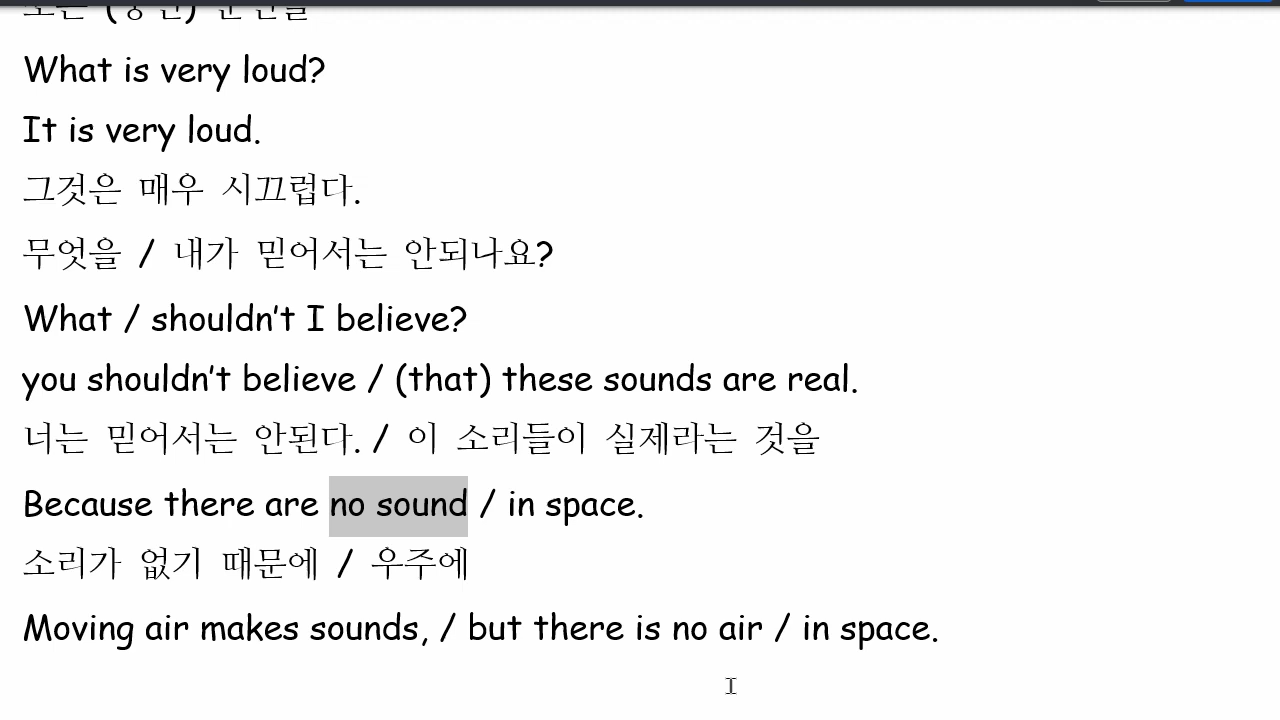 What is very loud?
It is very loud.
그것은 매우 시끄럽다.
무엇을 / 내가 믿어서는 안되나요?
What / shouldn't I believe?
you shouldn't believe / (that) these sounds are real.
너는 믿어서는 안된다. / 이 소리들이 실제라는 것을
Because there are no sound / in space.
소리가 없기 때문에 / 우주에
Moving air makes sounds, / but there is no air / in space.